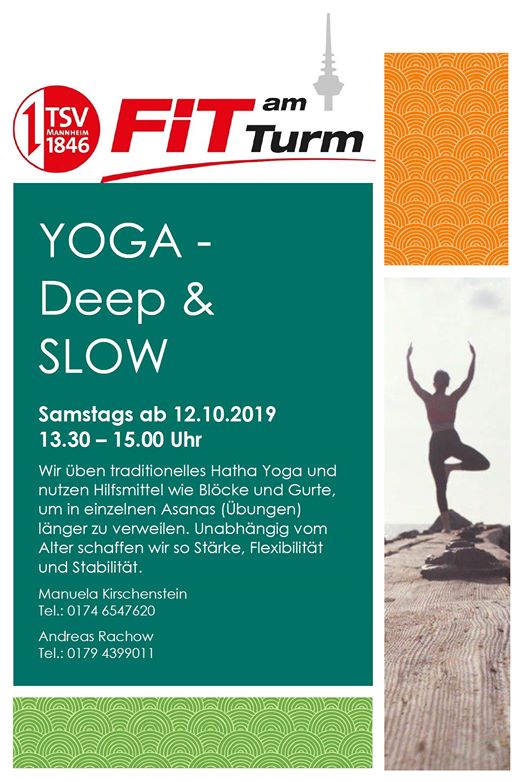 TSV
MANNHEIM
1846
FiT am
Turm
YOGA -
Deep &
SLOW
Samstags ab 12.10.2019
13.30 – 15.00 Uhr
Wir üben traditionelles Hatha Yoga und
nutzen Hilfsmittel wie Blöcke und Gurte,
um in einzelnen Asanas (Übungen)
länger zu verweilen. Unabhängig vom
Alter schaffen wir so Stärke, Flexibilität
und Stabilität.
Manuela Kirschenstein
Tel.: 0174 6547620
Andreas Rachow
Tel.: 0179 4399011